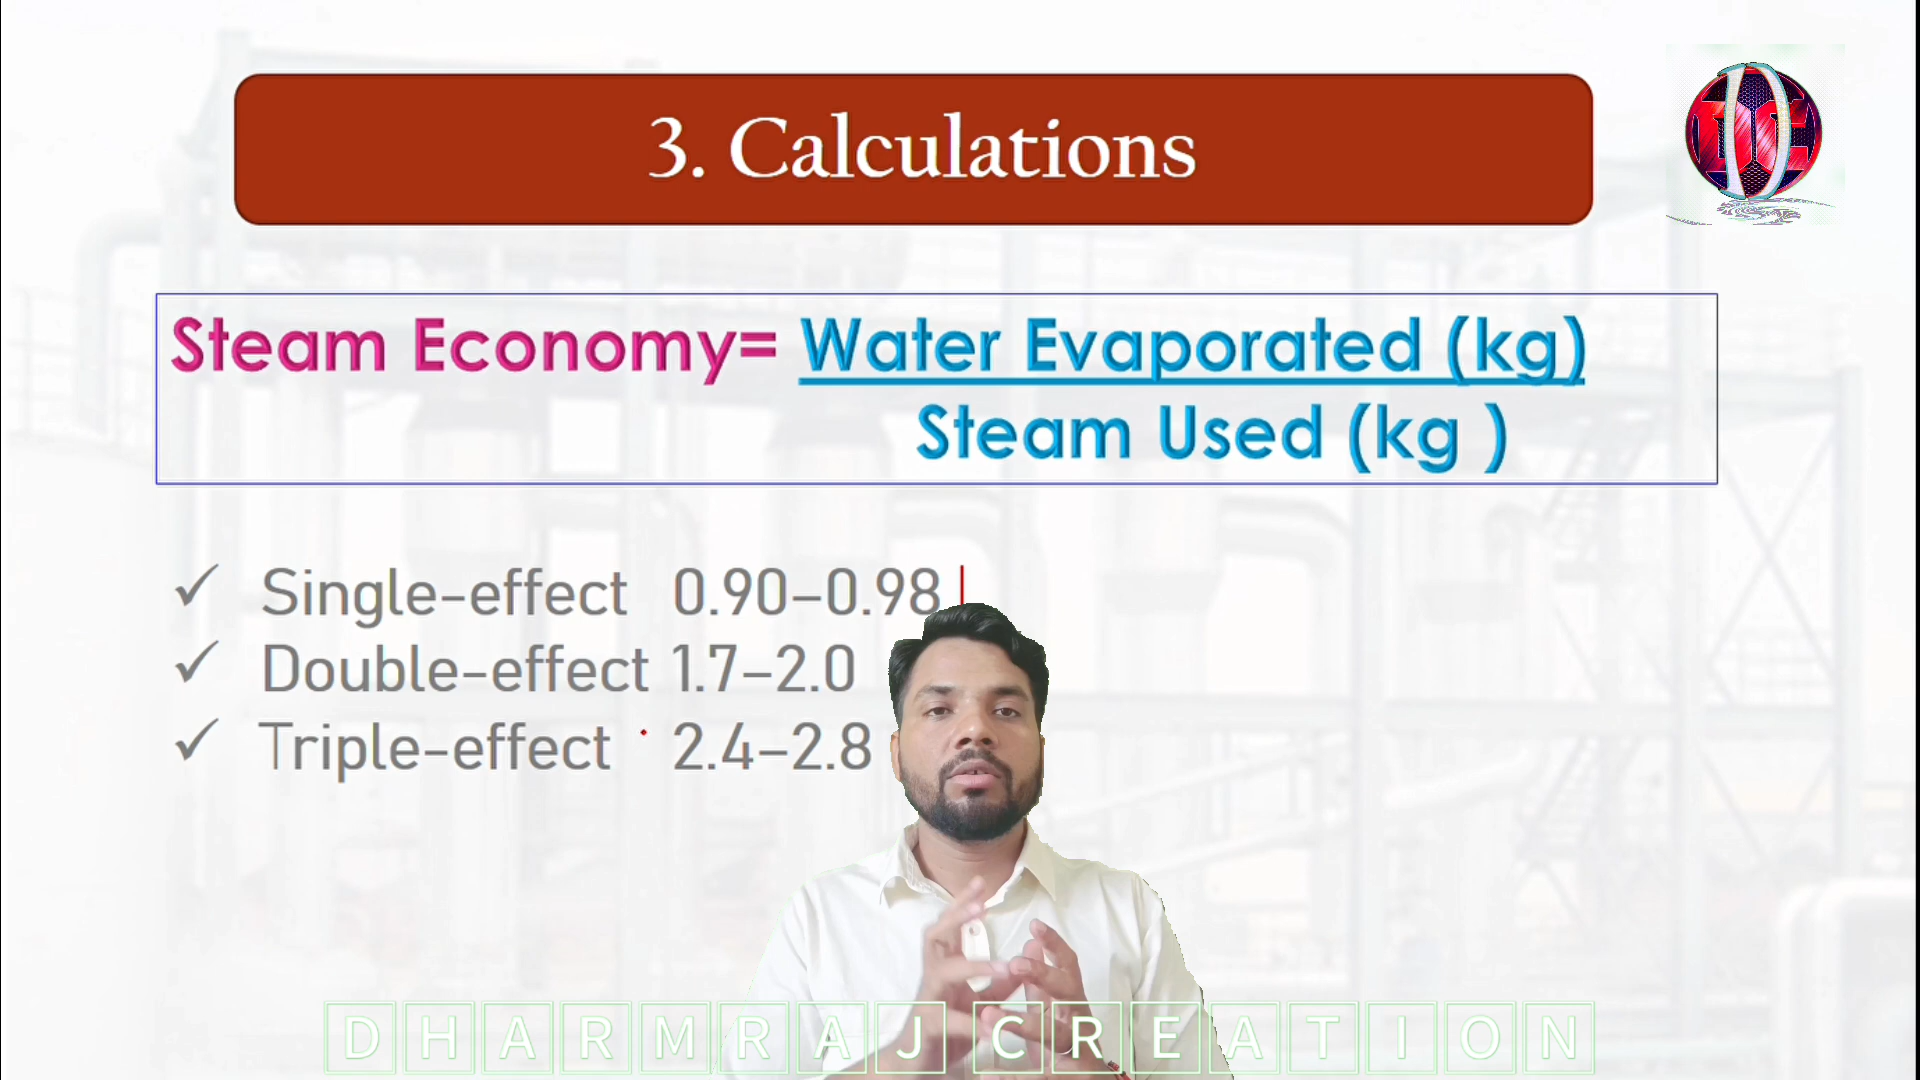 3. Calculations
Steam Economy= Water Evaporated (kg)
Steam Used (kg )
✓ Single-effect 0.90–0.98
✓ Double-effect 1.7–2.0
✓ Triple-effect 2.4–2.8
DHARMRAJ CREATION